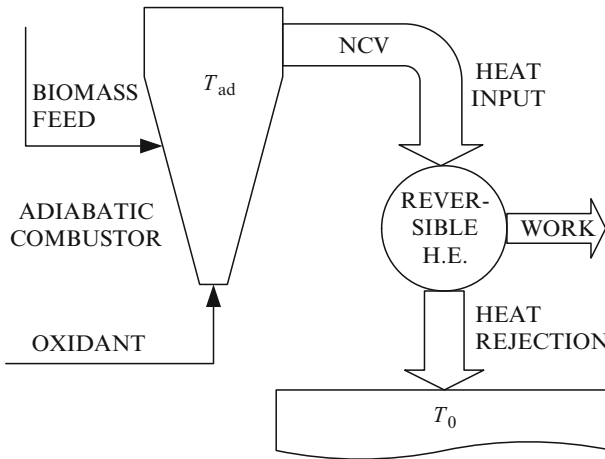 NCV
T_ad
HEAT
INPUT
BIOMASS
FEED
REVER-
SIBLE
H.E.
WORK
ADIABATIC
COMBUSTOR
HEAT
REJECTION
OXIDANT
T_0